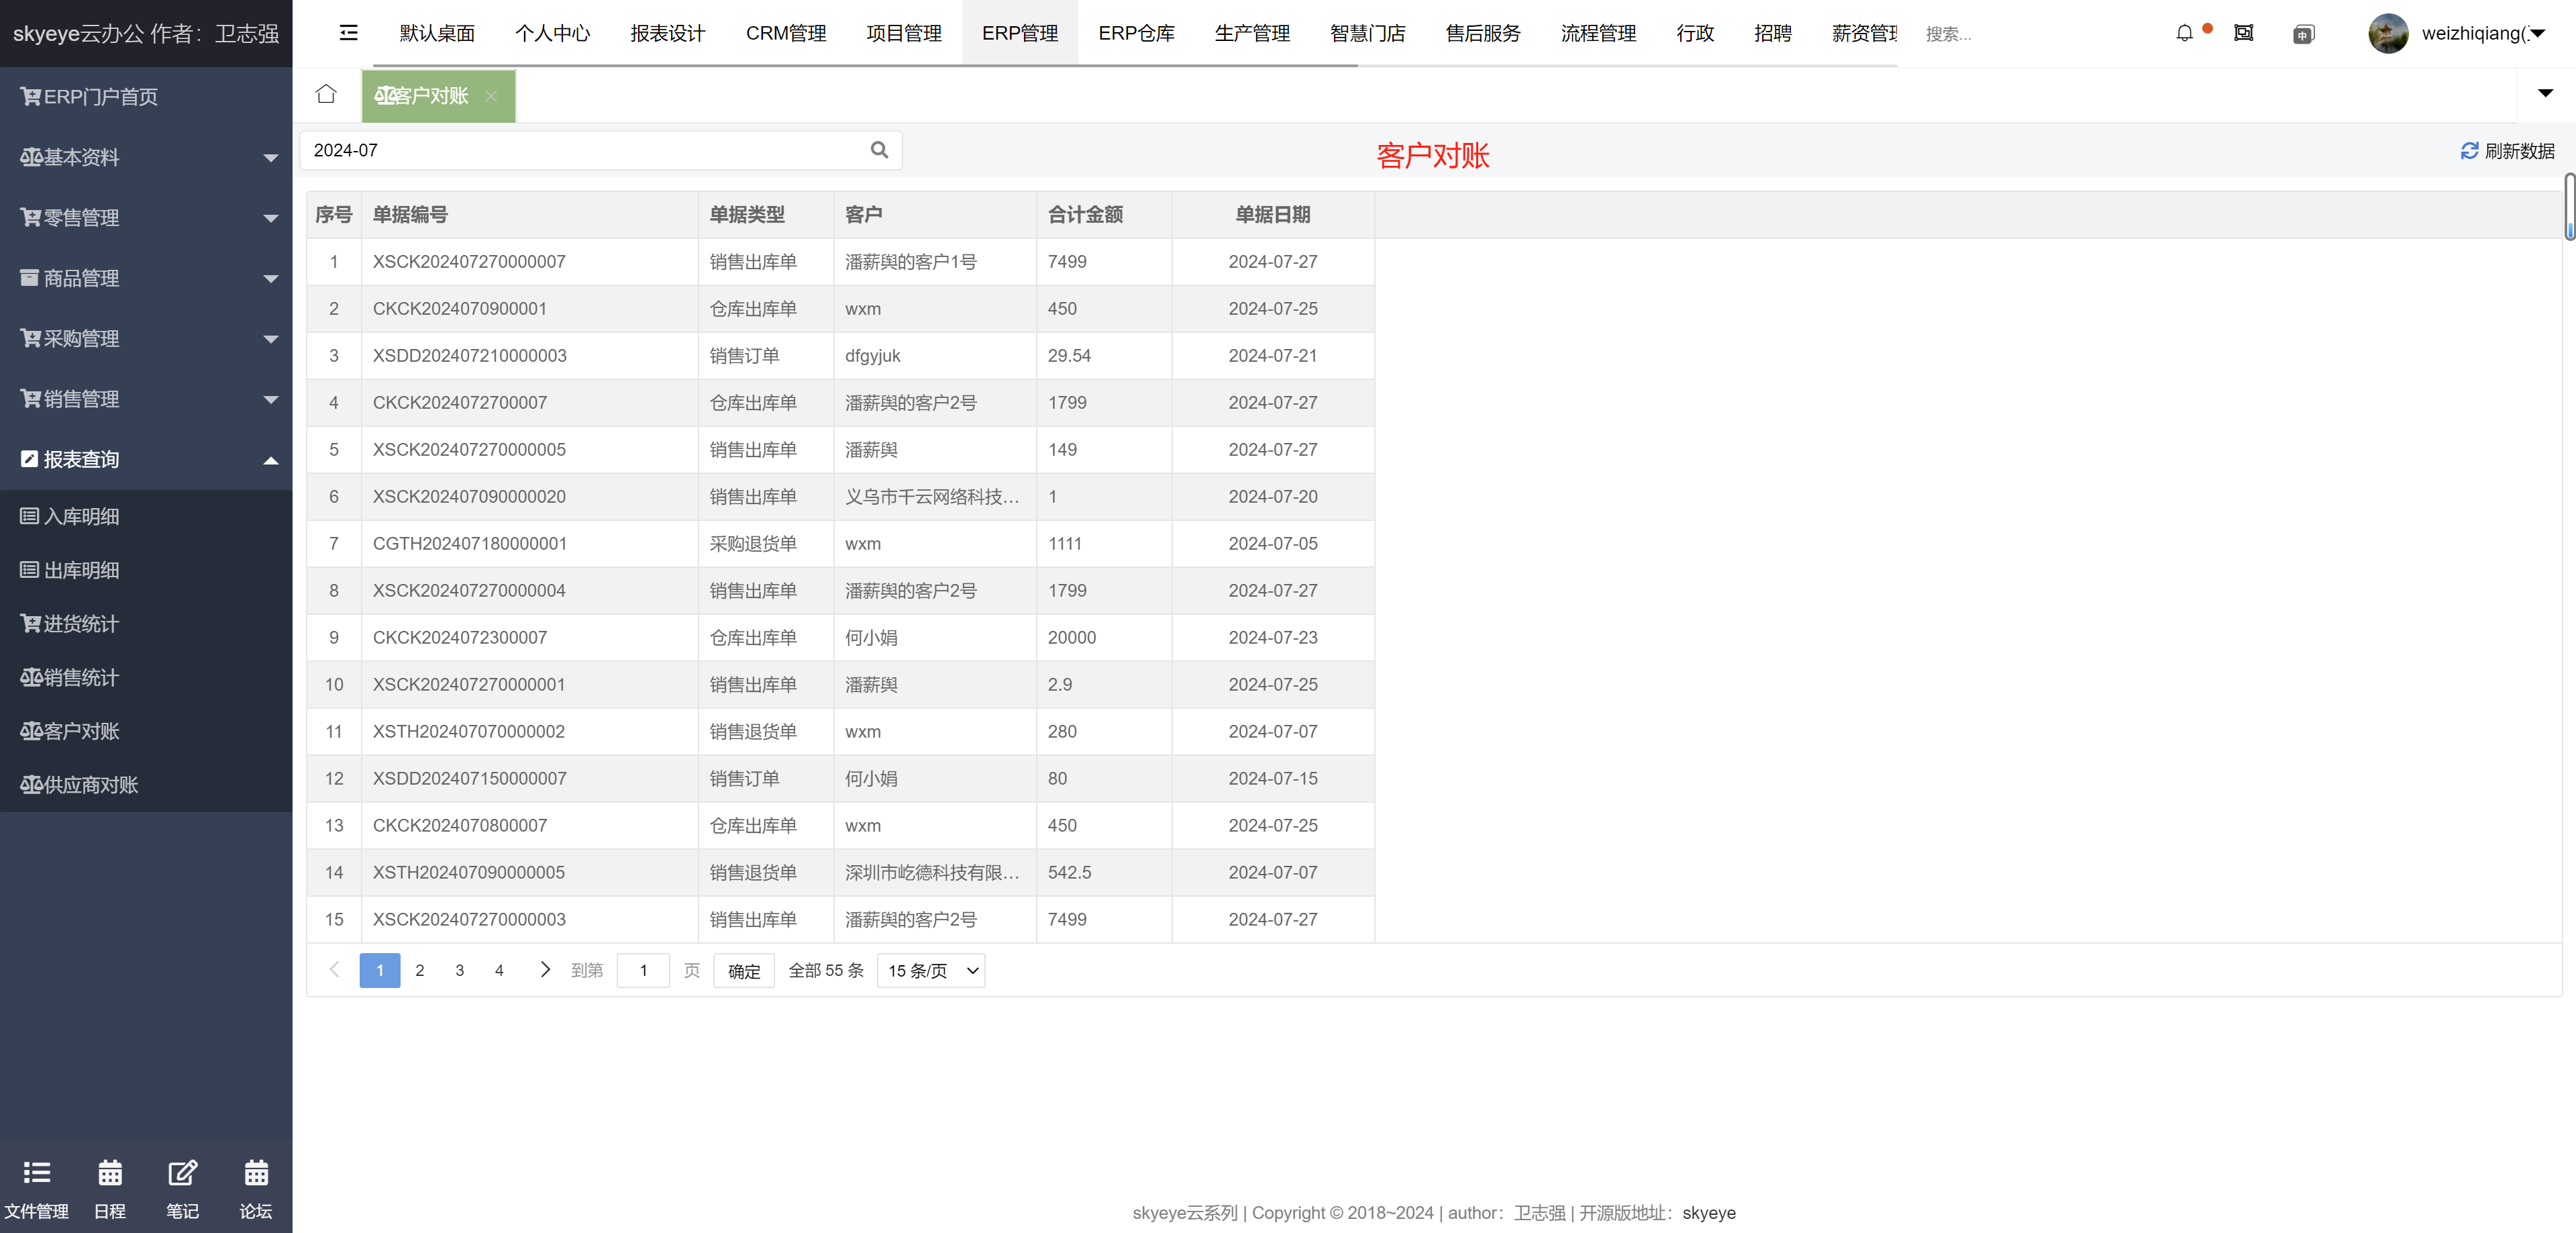 skyeye云办公 作者：卫志强
默认桌面 个人中心 报表设计 CRM管理 项目管理 ERP管理 ERP仓库 生产管理 智慧门店 售后服务 流程管理 行政 招聘 薪资管理 搜索... 中 weizhiqiang(
ERP门户首页
基本资料
零售管理
商品管理
采购管理
销售管理
报表查询
入库明细
出库明细
进货统计
销售统计
客户对账
供应商对账
文件管理 日程 笔记 论坛
客户对账
2024-07
客户对账
刷新数据
序号 单据编号 单据类型 客户 合计金额 单据日期
1 XSCK202407270000007 销售出库单 潘薪舆的客户1号 7499 2024-07-27
2 CKCK2024070900001 仓库出库单 wxm 450 2024-07-25
3 XSDD202407210000003 销售订单 dfgyjuk 29.54 2024-07-21
4 CKCK2024072700007 仓库出库单 潘薪舆的客户2号 1799 2024-07-27
5 XSCK202407270000005 销售出库单 潘薪舆 149 2024-07-27
6 XSCK202407090000020 销售出库单 义乌市千云网络科技… 1 2024-07-20
7 CGTH202407180000001 采购退货单 wxm 1111 2024-07-05
8 XSCK202407270000004 销售出库单 潘薪舆的客户2号 1799 2024-07-27
9 CKCK2024072300007 仓库出库单 何小娟 20000 2024-07-23
10 XSCK202407270000001 销售出库单 潘薪舆 2.9 2024-07-25
11 XSTH202407070000002 销售退货单 wxm 280 2024-07-07
12 XSDD202407150000007 销售订单 何小娟 80 2024-07-15
13 CKCK2024070800007 仓库出库单 wxm 450 2024-07-25
14 XSTH202407090000005 销售退货单 深圳市屹德科技有限… 542.5 2024-07-07
15 XSCK202407270000003 销售出库单 潘薪舆的客户2号 7499 2024-07-27
1 2 3 4 到第 1 页 确定 全部 55 条 15 条/页
skyeye云系列 | Copyright © 2018~2024 | author：卫志强 | 开源版地址：skyeye